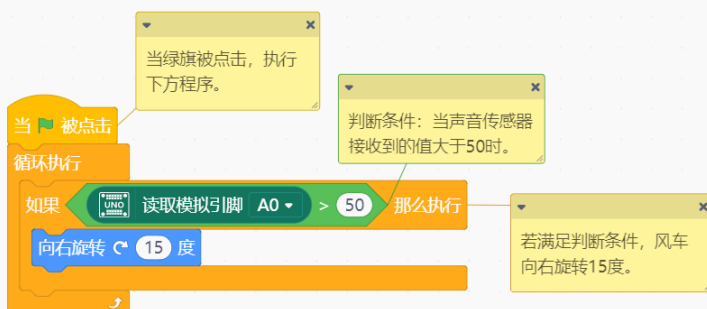 当绿旗被点击，执行
下方程序。
当 被点击
判断条件：当声音传感器
接收到的值大于50时。
循环执行
如果 UNO 读取模拟引脚 A0 > 50 那么执行
向右旋转 15 度
若满足判断条件，风车
向右旋转15度。